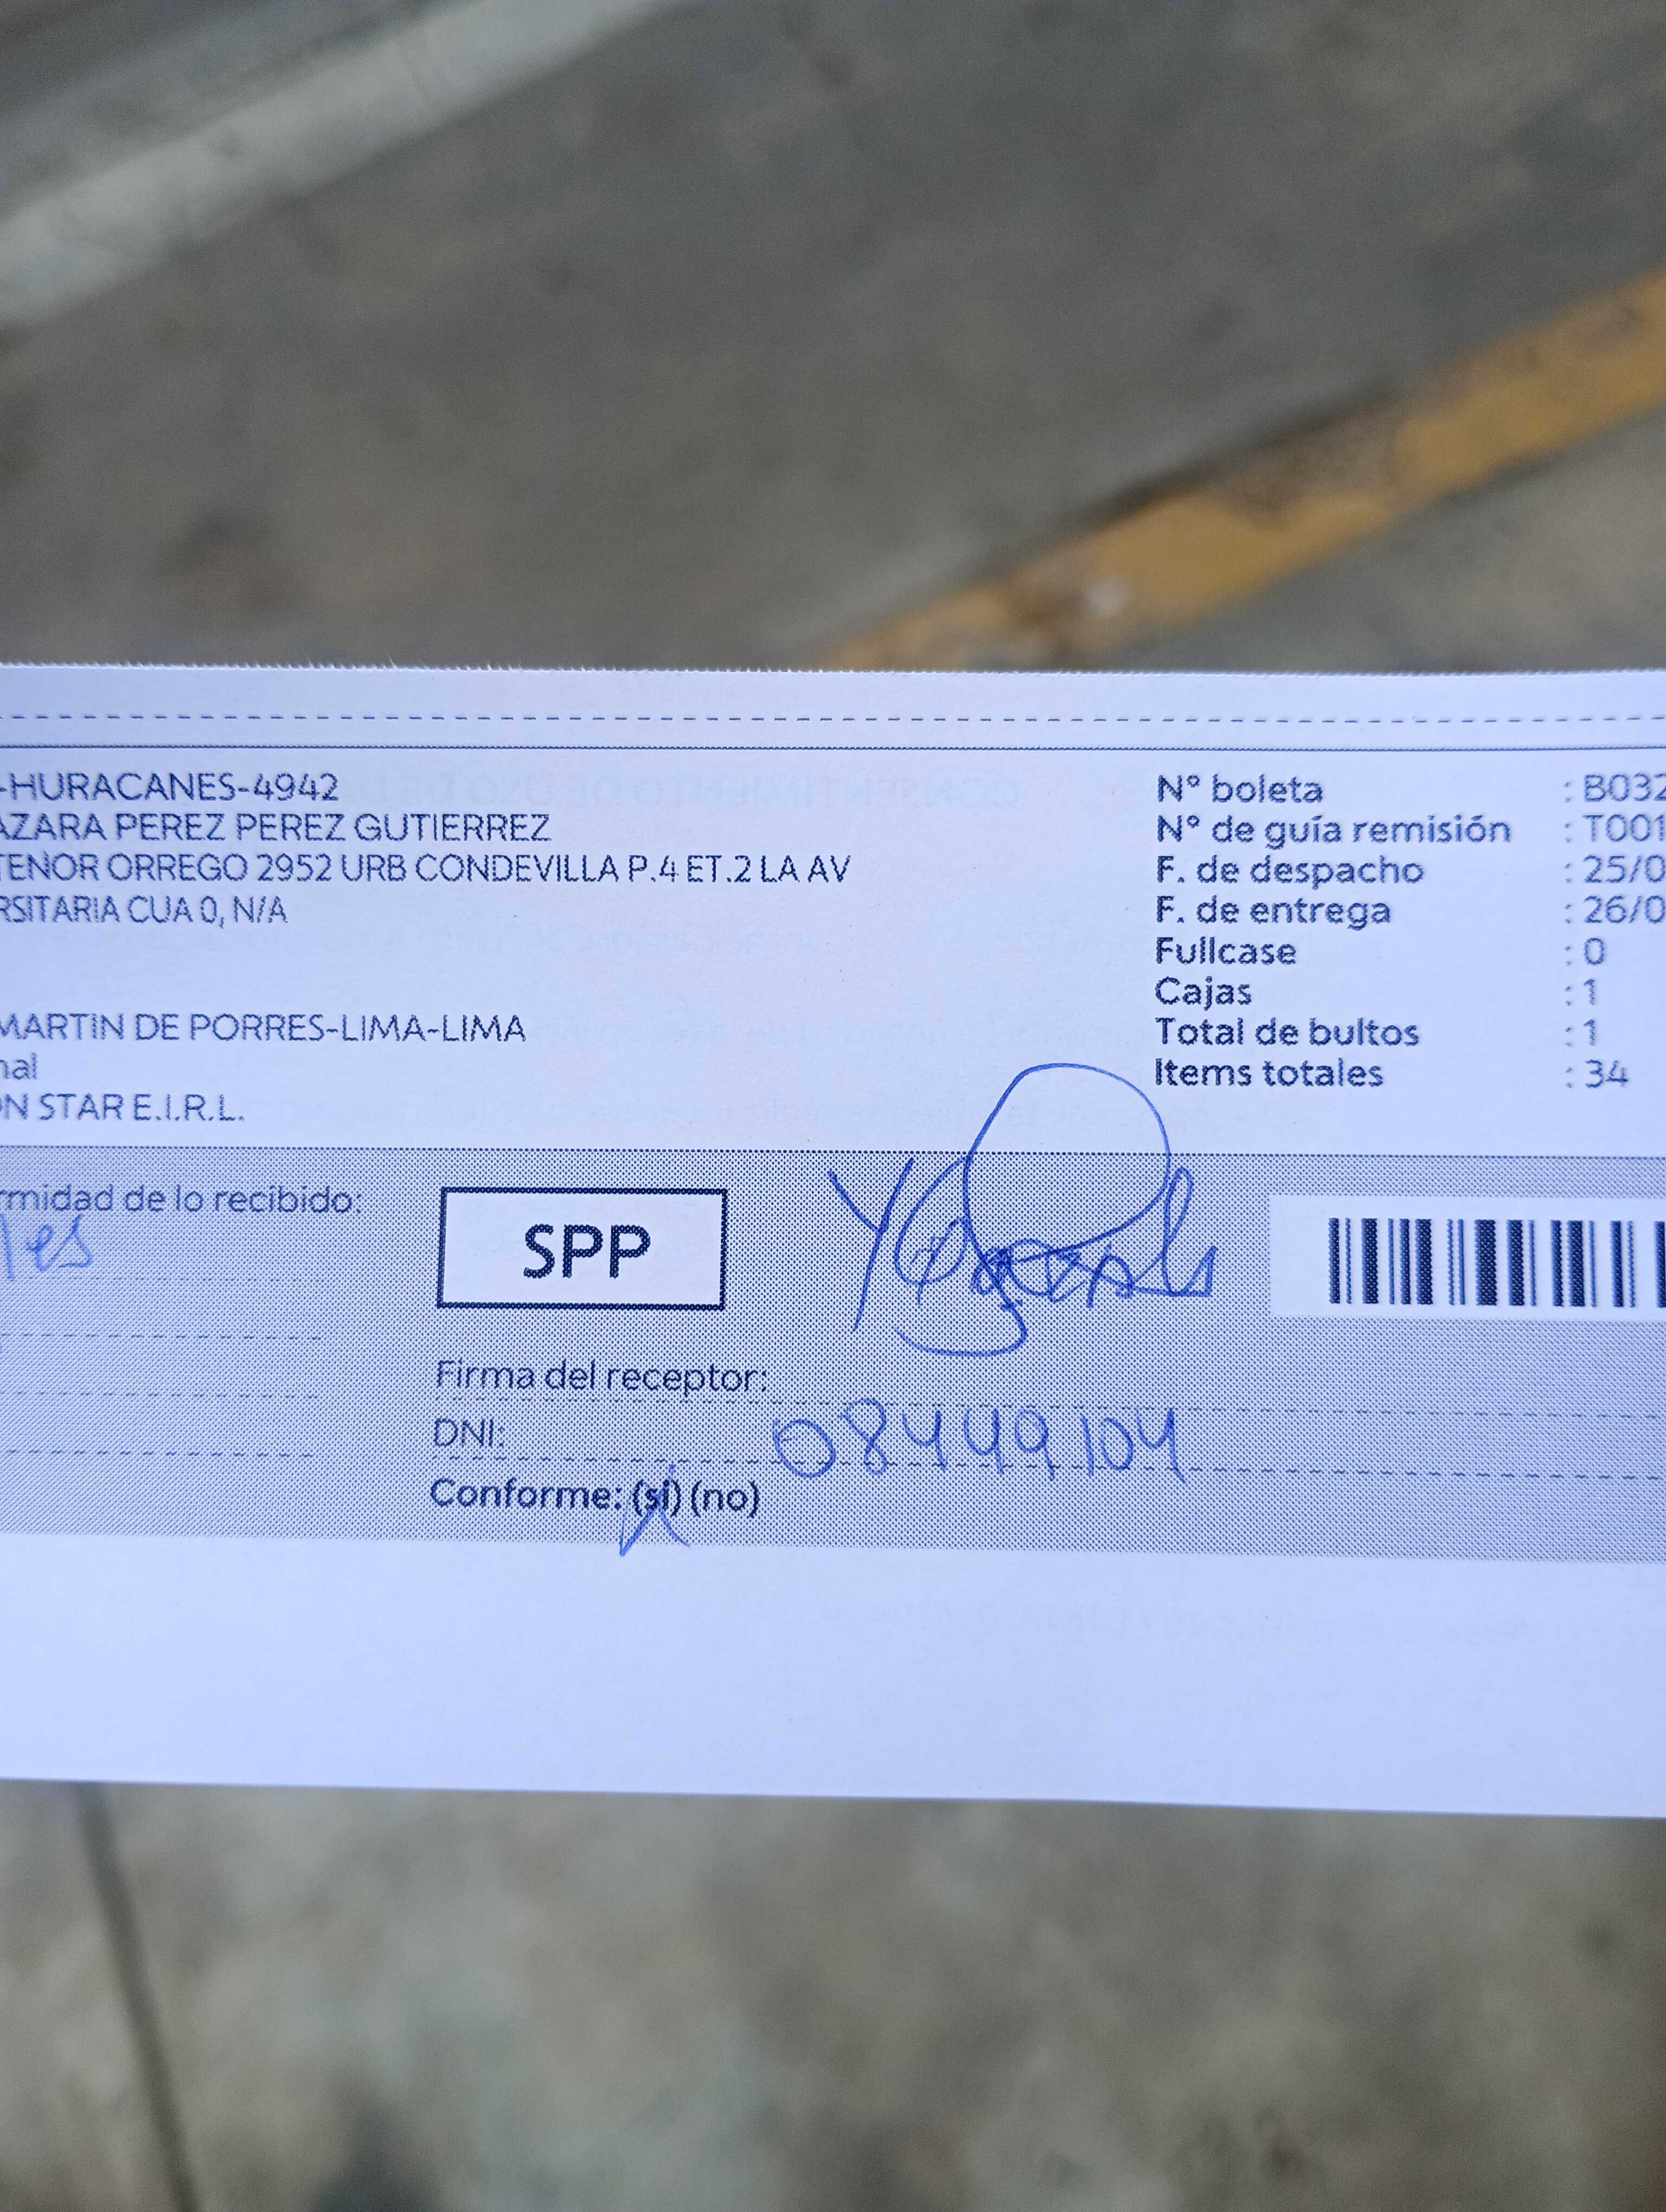 -HURACANES-4942
AZARA PEREZ PEREZ GUTIERREZ
TENOR ORREGO 2952 URB CONDEVILLA P.4 ET.2 LA AV
RSITARIA CUA 0, N/A
MARTIN DE PORRES-LIMA-LIMA
nal
ON STAR E.I.R.L.
N° boleta : B032
N° de guía remisión : T001
F. de despacho : 25/0
F. de entrega : 26/0
Fullcase : 0
Cajas : 1
Total de bultos : 1
Items totales : 34
rmidad de lo recibido:
les
SPP
Firma del receptor:
DNI: 08449104
Conforme: (si) (no)